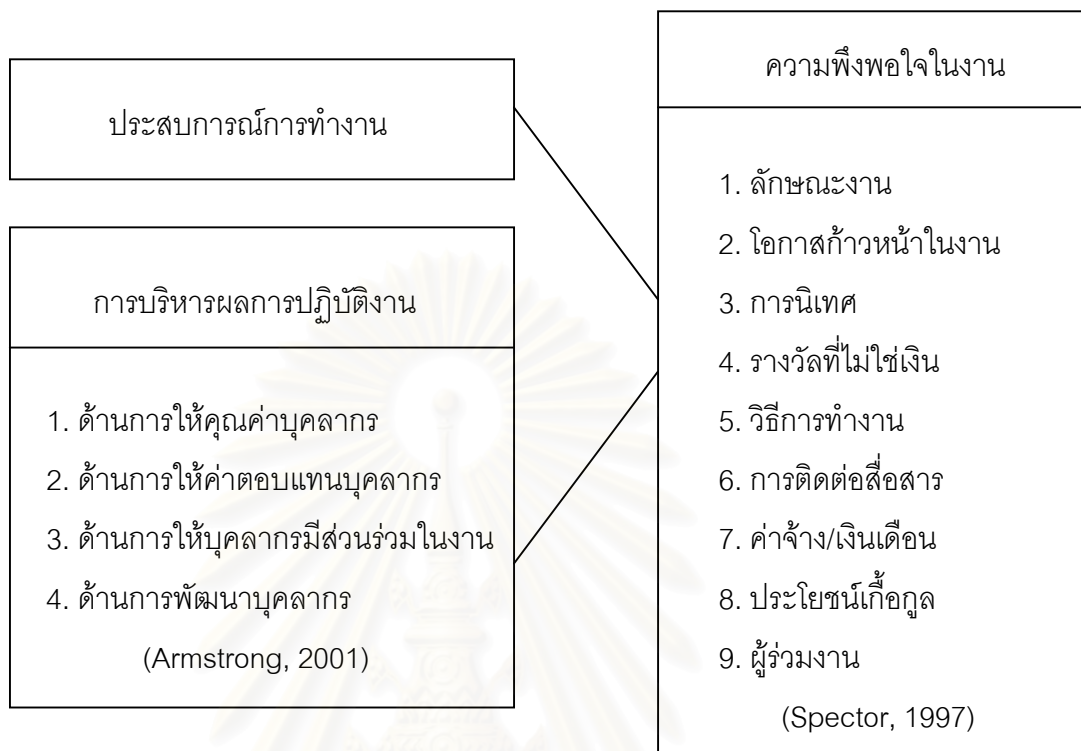 ประสบการณ์การทำงาน
การบริหารผลการปฏิบัติงาน
1. ด้านการให้คุณค่าบุคลากร
2. ด้านการให้ค่าตอบแทนบุคลากร
3. ด้านการให้บุคลากรมีส่วนร่วมในงาน
4. ด้านการพัฒนาบุคลากร
(Armstrong, 2001)
ความพึงพอใจในงาน
1. ลักษณะงาน
2. โอกาสก้าวหน้าในงาน
3. การนิเทศ
4. รางวัลที่ไม่ใช่เงิน
5. วิธีการทำงาน
6. การติดต่อสื่อสาร
7. ค่าจ้าง/เงินเดือน
8. ประโยชน์เกื้อกูล
9. ผู้ร่วมงาน
(Spector, 1997)